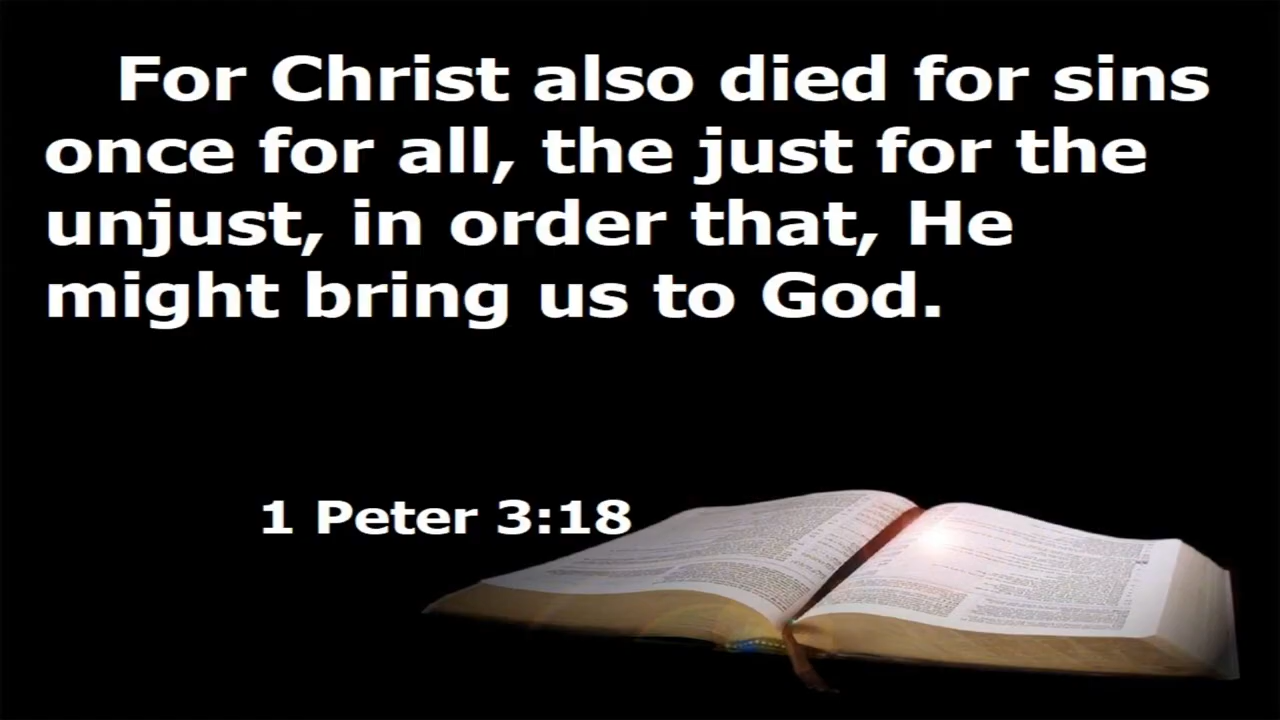 For Christ also died for sins
once for all, the just for the
unjust, in order that, He
might bring us to God.
1 Peter 3:18